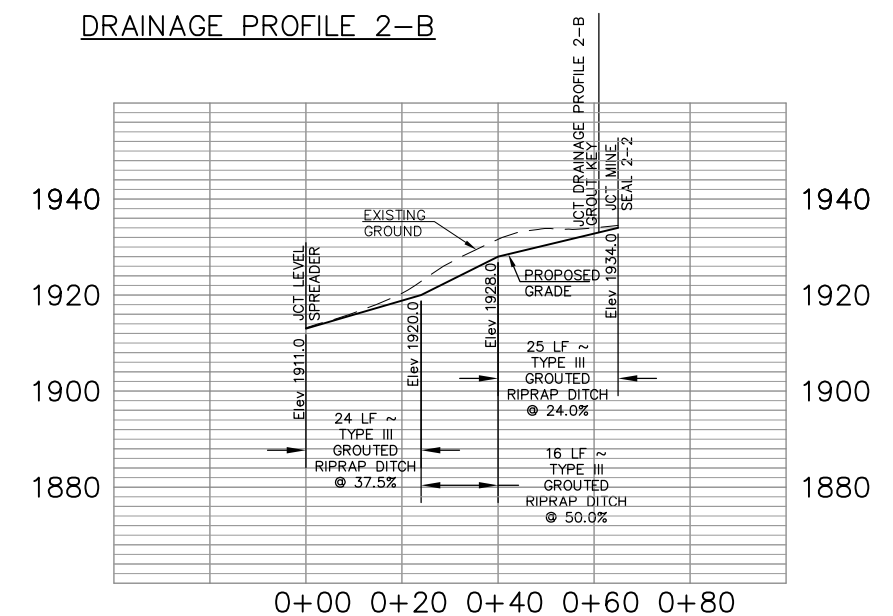 DRAINAGE PROFILE 2-B
JCT DRAINAGE PROFILE 2-B
GROUT KEY
JCT MINE
SEAL 2-2
1940
1940
EXISTING
GROUND
JCT LEVEL
SPREADER
PROPOSED
GRADE
1920
1920
Elev 1911.0
Elev 1920.0
Elev 1928.0
Elev 1934.0
25 LF ~
TYPE III
GROUTED
RIPRAP DITCH
@ 24.0%
1900
1900
24 LF ~
TYPE III
GROUTED
RIPRAP DITCH
@ 37.5%
16 LF ~
TYPE III
GROUTED
RIPRAP DITCH
@ 50.0%
1880
1880
0+00 0+20 0+40 0+60 0+80